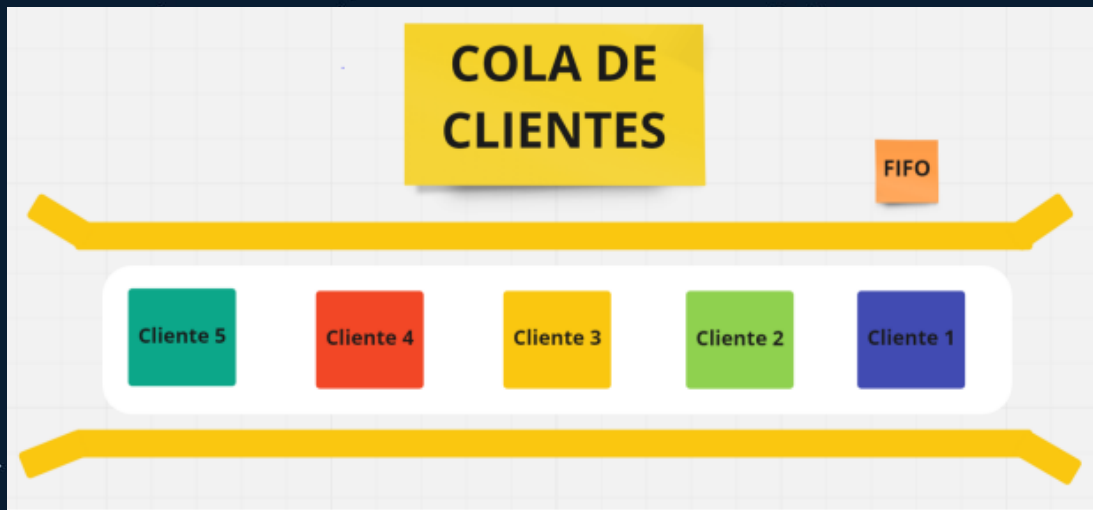 COLA DE
CLIENTES
FIFO
Cliente 5
Cliente 4
Cliente 3
Cliente 2
Cliente 1